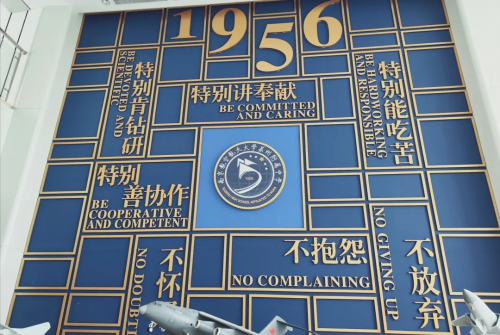 1956
特别肯钻研
BE DEVOTED AND
SCIENTIFIC
特别讲奉献
BE COMMITTED
AND CARING
特别能吃苦
BE HARDWORKING
AND RESPONSIBLE
特别
善协作
BE
COOPERATIVE
AND COMPETENT
不怀
NO DOUBT
不抱怨
NO COMPLAINING
不放弃
NO GIVING UP